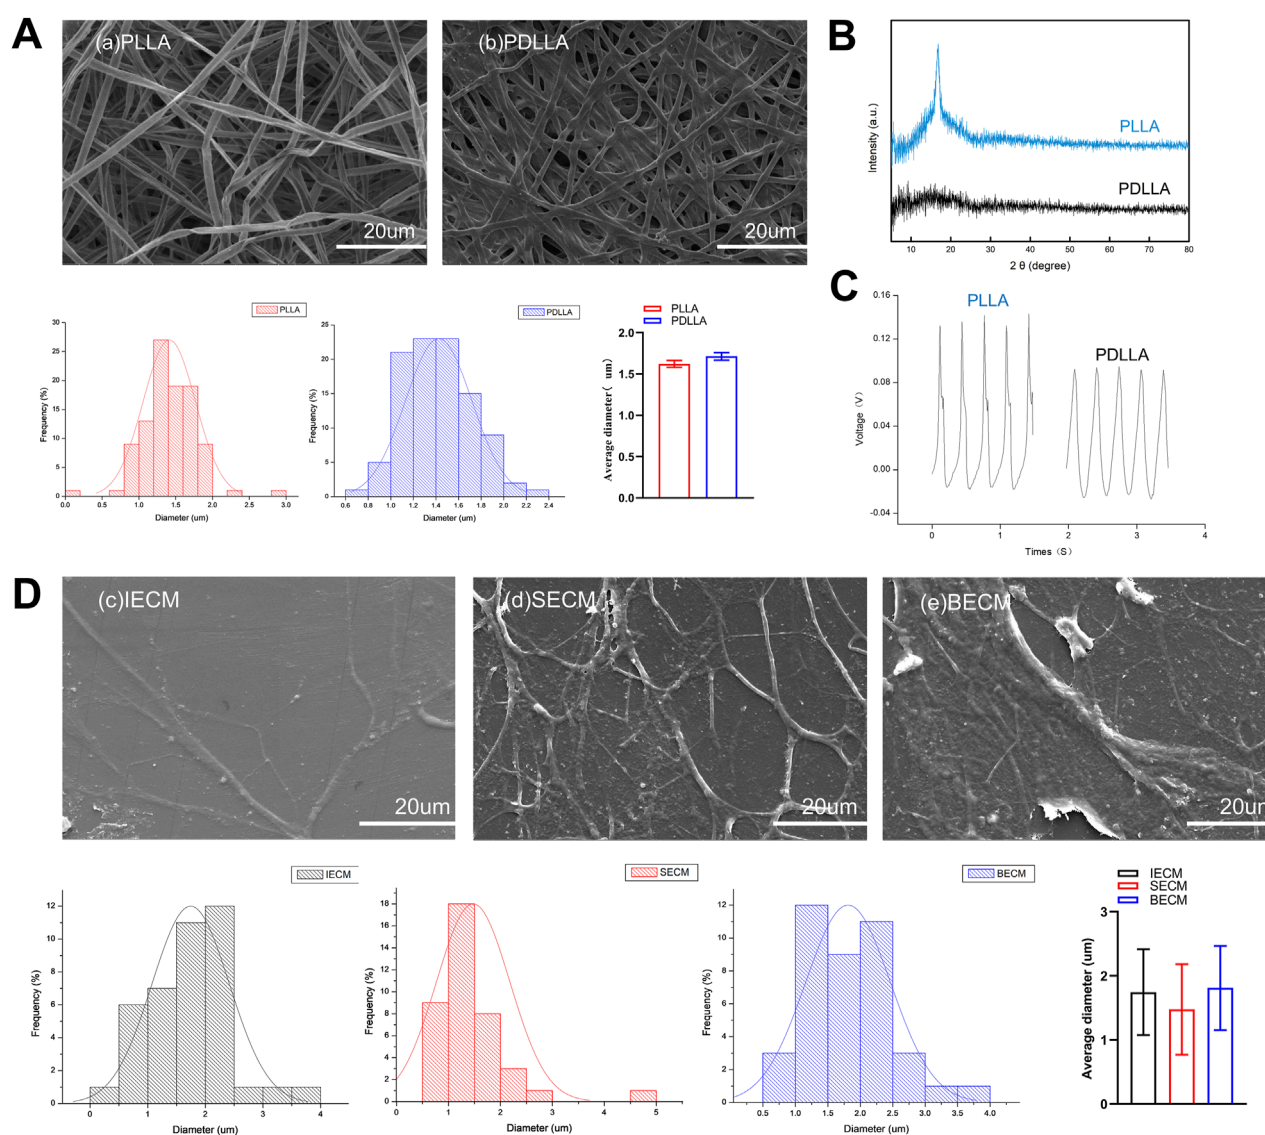 A
(a)PLLA
20um
(b)PDLLA
20um
B
Intensity (a.u.)
PLLA
PDLLA
10 20 30 40 50 60 70 80
2 θ (degree)
PLLA
30
25
20
15
10
5
0
Frequency (%)
0.0 0.5 1.0 1.5 2.0 2.5 3.0
Diameter (um)
PDLLA
25
20
15
10
5
0
Frequency (%)
0.6 0.8 1.0 1.2 1.4 1.6 1.8 2.0 2.2 2.4
Diameter (um)
PLLA
PDLLA
2.0
1.5
1.0
0.5
0.0
Average diameter( um)
C
0.16
0.12
0.08
0.04
0.00
-0.04
Voltage (V)
PLLA
PDLLA
0 1 2 3 4
Times (S)
D
(c)IECM
20um
(d)SECM
20um
(e)BECM
20um
IECM
12
10
8
6
4
2
0
Frequency (%)
0 1 2 3 4
Diameter (um)
SECM
18
16
14
12
10
8
6
4
2
0
Frequency (%)
0 1 2 3 4 5
Diameter (um)
BECM
12
10
8
6
4
2
0
Frequency (%)
0.5 1.0 1.5 2.0 2.5 3.0 3.5 4.0
Diameter (um)
IECM
SECM
BECM
3
2
1
0
Average diameter (um)